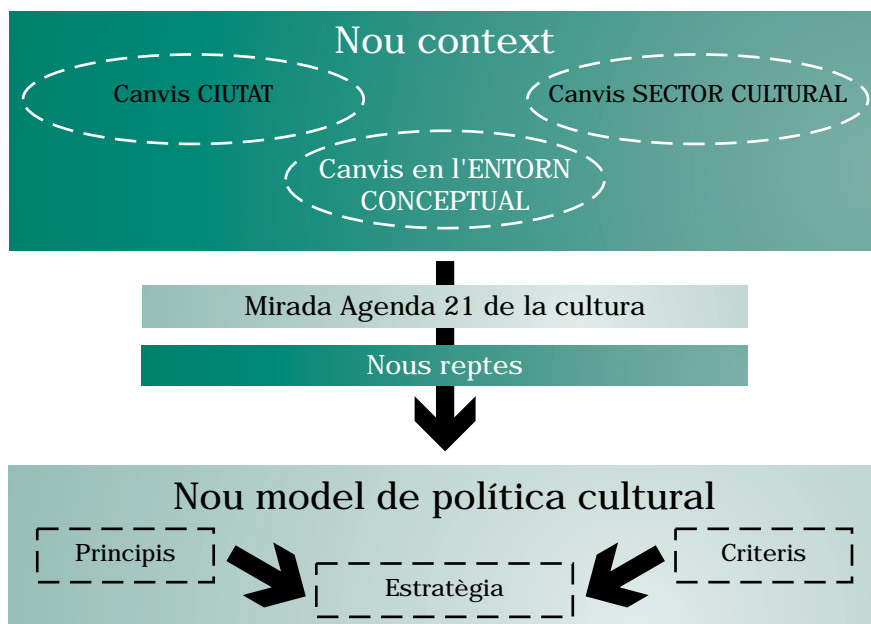 Nou context
Canvis CIUTAT
Canvis SECTOR CULTURAL
Canvis en l'ENTORN
CONCEPTUAL
Mirada Agenda 21 de la cultura
Nous reptes
Nou model de política cultural
Principis
Criteris
Estratègia